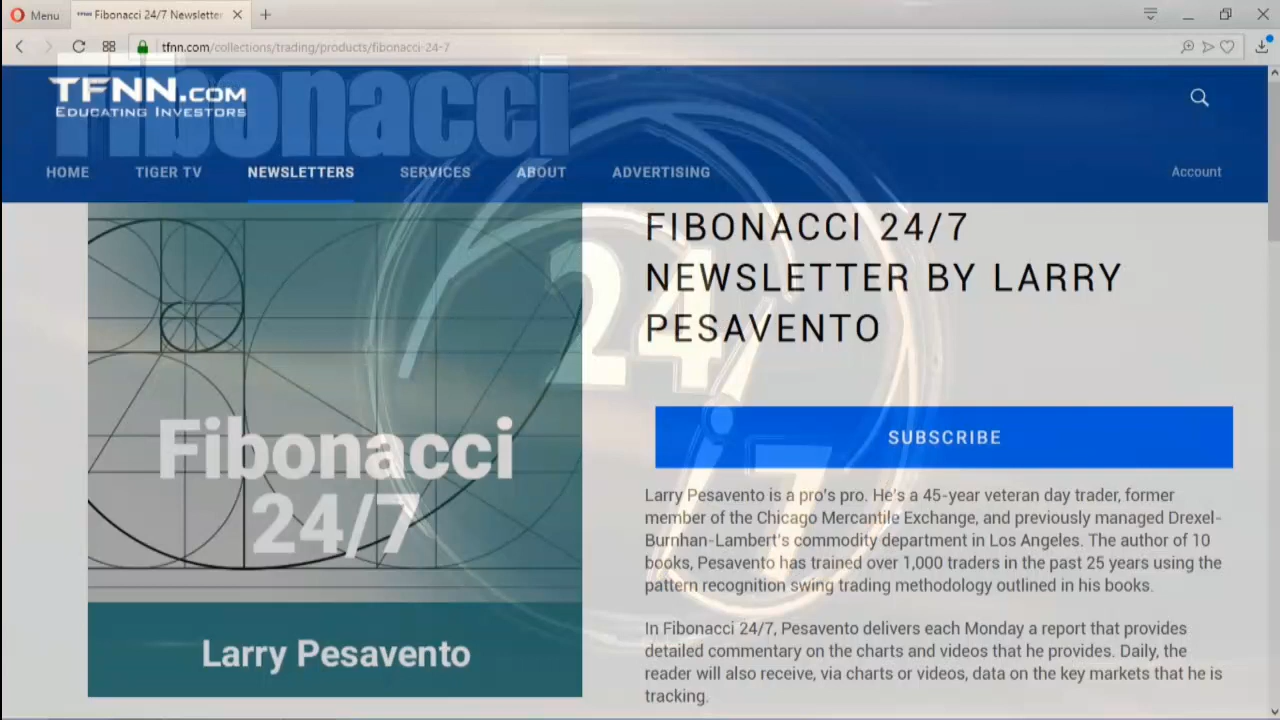 Menu
Fibonacci 24/7 Newsletter
tfnn.com/collections/trading/products/fibonacci-24-7
Fibonacci
TFNN.COM
EDUCATING INVESTORS
HOME
TIGER TV
NEWSLETTERS
SERVICES
ABOUT
ADVERTISING
Account
24
7
Fibonacci
24/7
Larry Pesavento
FIBONACCI 24/7
NEWSLETTER BY LARRY
PESAVENTO
SUBSCRIBE
Larry Pesavento is a pro's pro. He's a 45-year veteran day trader, former
member of the Chicago Mercantile Exchange, and previously managed Drexel-
Burnhan-Lambert's commodity department in Los Angeles. The author of 10
books, Pesavento has trained over 1,000 traders in the past 25 years using the
pattern recognition swing trading methodology outlined in his books.
In Fibonacci 24/7, Pesavento delivers each Monday a report that provides
detailed commentary on the charts and videos that he provides. Daily, the
reader will also receive, via charts or videos, data on the key markets that he is
tracking.